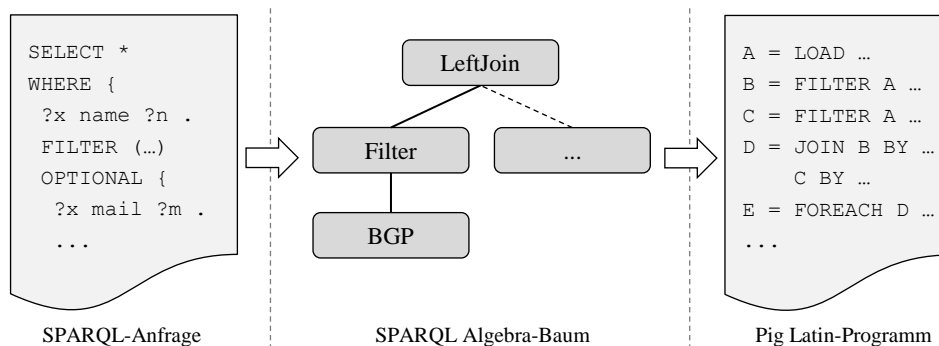 SELECT *
WHERE {
?x name ?n .
FILTER (…)
OPTIONAL {
?x mail ?m .
...
SPARQL-Anfrage
LeftJoin
Filter
...
BGP
SPARQL Algebra-Baum
A = LOAD …
B = FILTER A …
C = FILTER A …
D = JOIN B BY …
C BY …
E = FOREACH D …
...
Pig Latin-Programm